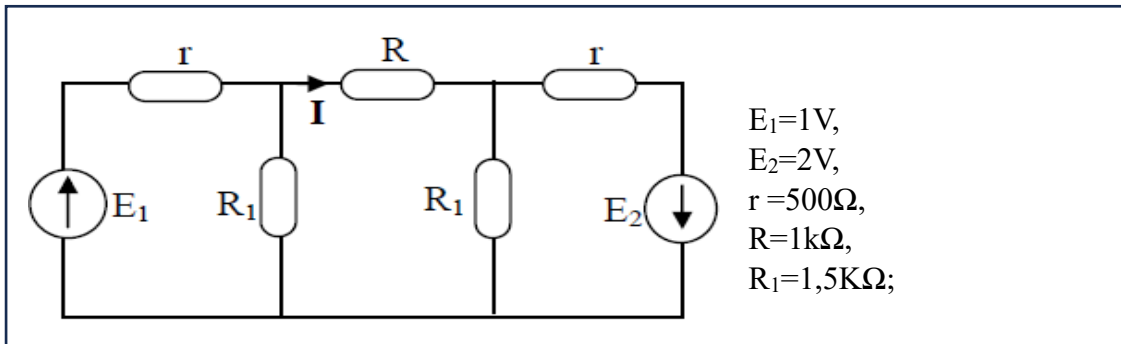 r
R
r
I
E₁
R₁
R₁
E₂
E₁=1V,
E₂=2V,
r =500Ω,
R=1kΩ,
R₁=1,5KΩ;